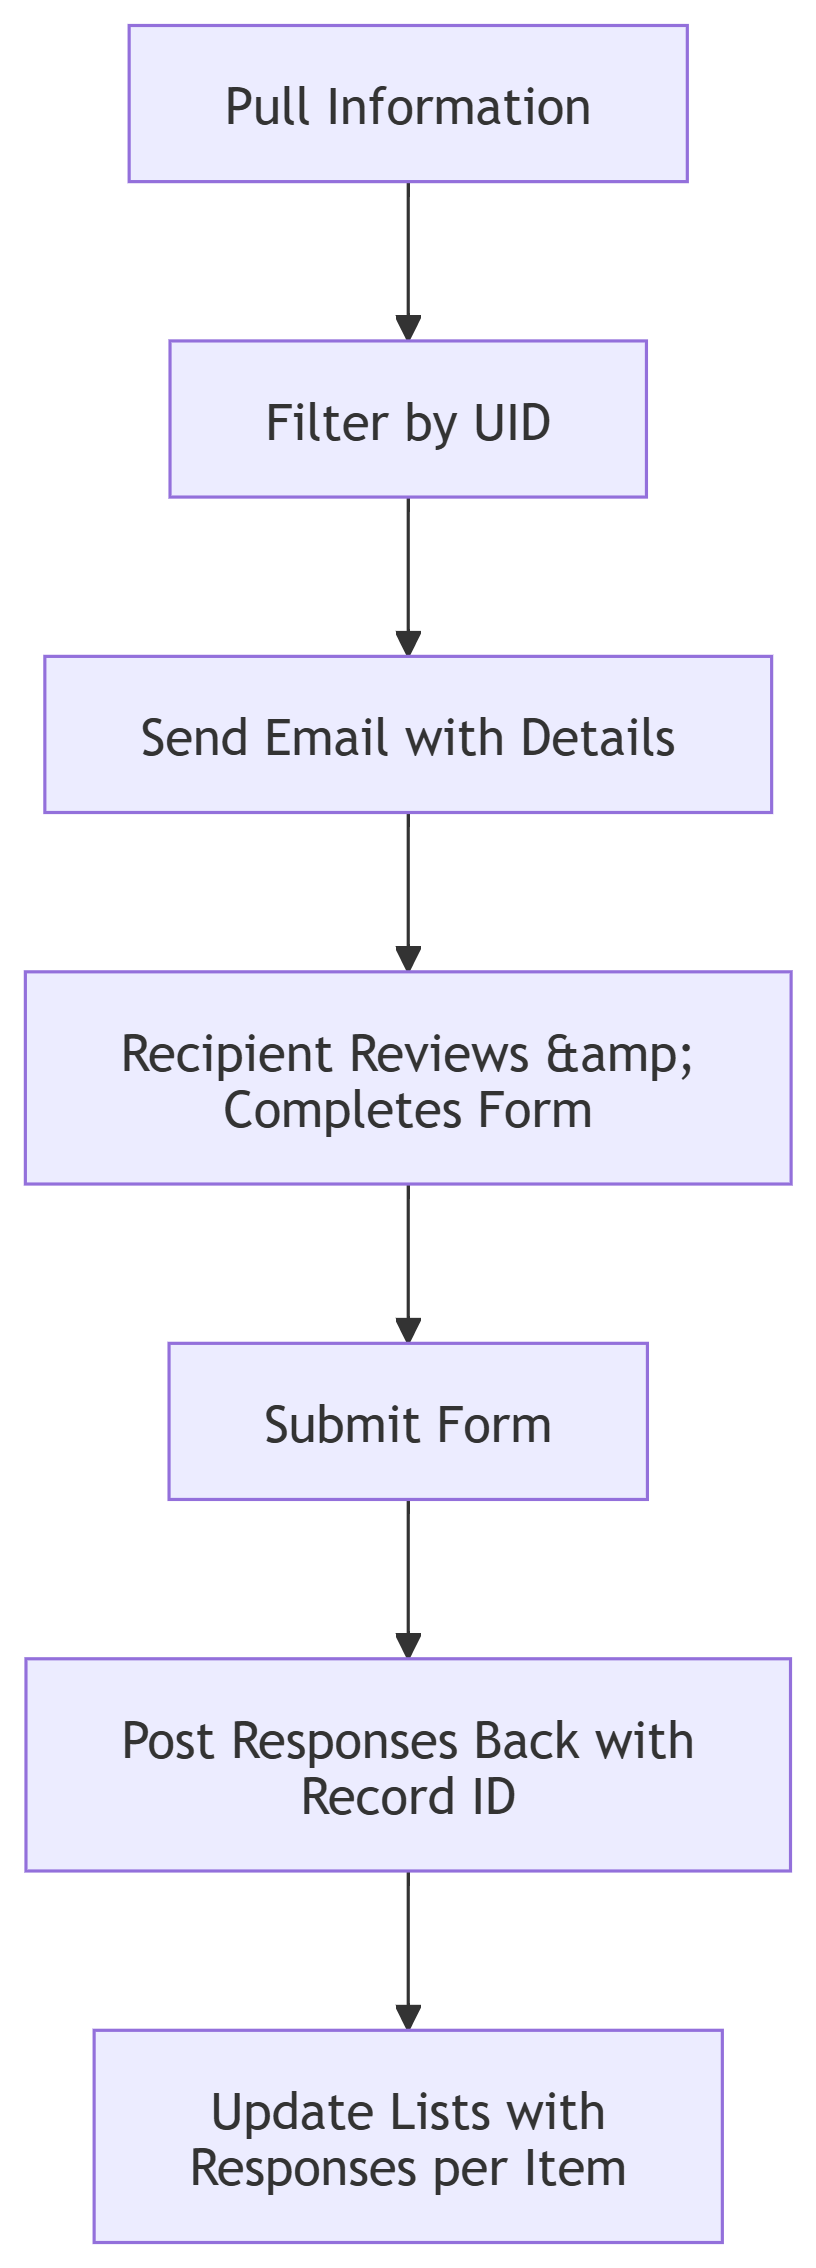 Pull Information
Filter by UID
Send Email with Details
Recipient Reviews &amp;
Completes Form
Submit Form
Post Responses Back with
Record ID
Update Lists with
Responses per Item